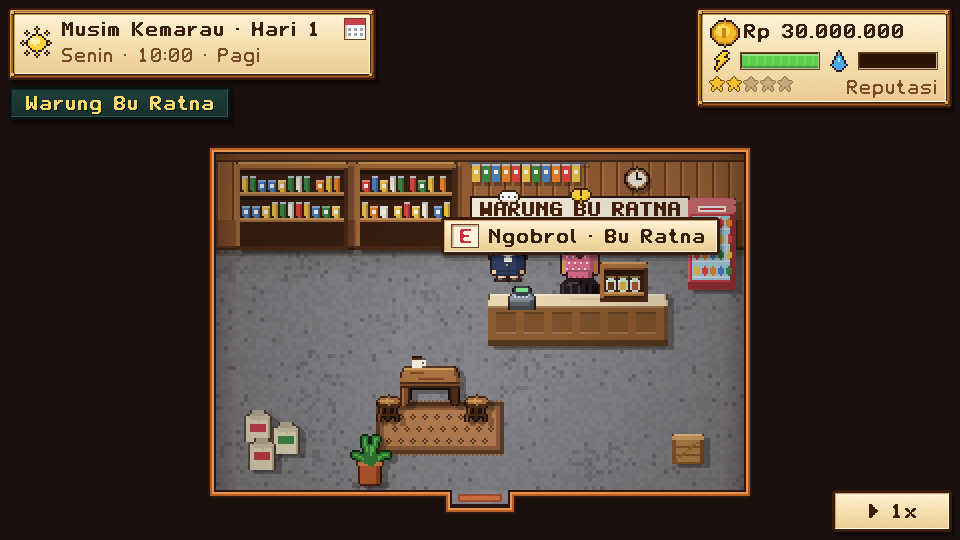 Musim Kemarau · Hari 1
Senin · 10:00 · Pagi
Rp 30.000.000
Reputasi
Warung Bu Ratna
WARUNG BU RATNA
E Ngobrol · Bu Ratna
1x